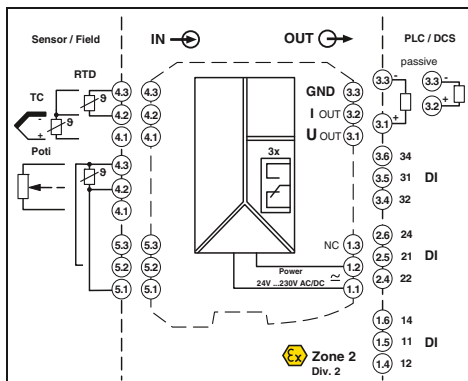 Sensor / Field
IN
OUT
PLC / DCS
RTD
TC
ϑ
ϑ
-
+
4.3
4.2
4.1
4.3
4.2
4.1
Poti
ϑ
4.3
4.2
4.1
5.3
5.2
5.1
5.3
5.2
5.1
GND 3.3
I OUT 3.2
U OUT 3.1
3x
NC 1.3
1.2
1.1
Power
24V ...230V AC/DC
passive
3.3 -
3.1 +
3.3 -
3.2 +
3.6 34
3.5 31 DI
3.4 32
2.6 24
2.5 21 DI
2.4 22
1.6 14
1.5 11 DI
1.4 12
Ex Zone 2
Div. 2